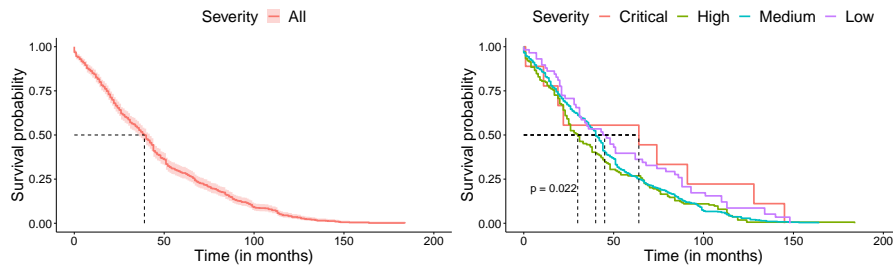 Severity All
1.00
0.75
0.50
0.25
0.00
Survival probability
0 50 100 150 200
Time (in months)
Severity Critical High Medium Low
1.00
0.75
0.50
0.25
0.00
Survival probability
p = 0.022
0 50 100 150 200
Time (in months)